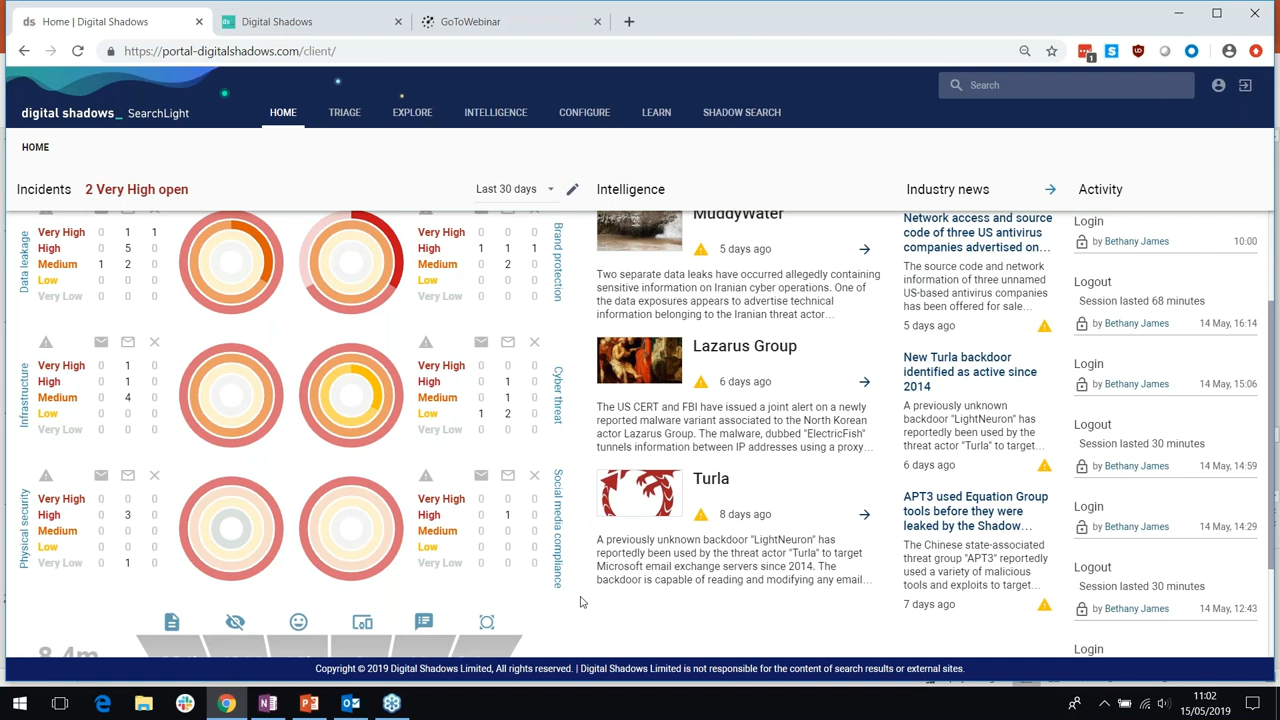 ds Home | Digital Shadows
ds Digital Shadows
GoToWebinar
https://portal-digitalshadows.com/client/
1
digital shadows_ SearchLight
HOME TRIAGE EXPLORE INTELLIGENCE CONFIGURE LEARN SHADOW SEARCH
Search
HOME
Incidents 2 Very High open
Last 30 days
Intelligence
Industry news
Activity
Data leakage
Very High 0 1 1
High 0 5 0
Medium 1 2 0
Low 0 0 0
Very Low 0 0 0
Very High 0 0 0
High 1 1 1
Medium 0 2 0
Low 0 0 0
Very Low 0 0 0
Brand protection
Infrastructure
Very High 0 1 0
High 0 1 0
Medium 0 4 0
Low 0 0 0
Very Low 0 0 0
Very High 0 0 0
High 0 1 0
Medium 0 1 0
Low 1 2 0
Very Low 0 0 0
Cyber threat
Physical security
Very High 0 0 0
High 0 3 0
Medium 0 0 0
Low 0 0 0
Very Low 0 1 0
Very High 0 0 0
High 0 1 0
Medium 0 0 0
Low 0 0 0
Very Low 0 0 0
Social media compliance
8.4m
MuddyWater
5 days ago
Two separate data leaks have occurred allegedly containing
sensitive information on Iranian cyber operations. One of
the data exposures appears to advertise technical
information belonging to the Iranian threat actor...
Lazarus Group
6 days ago
The US CERT and FBI have issued a joint alert on a newly
reported malware variant associated to the North Korean
actor Lazarus Group. The malware, dubbed "ElectricFish"
tunnels information between IP addresses using a proxy...
Turla
8 days ago
A previously unknown backdoor "LightNeuron" has
reportedly been used by the threat actor "Turla" to target
Microsoft email exchange servers since 2014. The
backdoor is capable of reading and modifying any email...
Network access and source
code of three US antivirus
companies advertised on...
The source code and network
information of three unnamed
US-based antivirus companies
has been offered for sale...
5 days ago
New Turla backdoor
identified as active since
2014
A previously unknown
backdoor "LightNeuron" has
reportedly been used by the
threat actor "Turla" to target...
6 days ago
APT3 used Equation Group
tools before they were
leaked by the Shadow...
The Chinese state-associated
threat group "APT3" reportedly
used a variety of malicious
tools and exploits to target...
7 days ago
Login
by Bethany James 10:00
Logout
Session lasted 68 minutes
by Bethany James 14 May, 16:14
Login
by Bethany James 14 May, 15:06
Logout
Session lasted 30 minutes
by Bethany James 14 May, 14:59
Login
by Bethany James 14 May, 14:29
Logout
Session lasted 30 minutes
by Bethany James 14 May, 12:43
Login
Copyright © 2019 Digital Shadows Limited, All rights reserved. | Digital Shadows Limited is not responsible for the content of search results or external sites.
11:02
15/05/2019